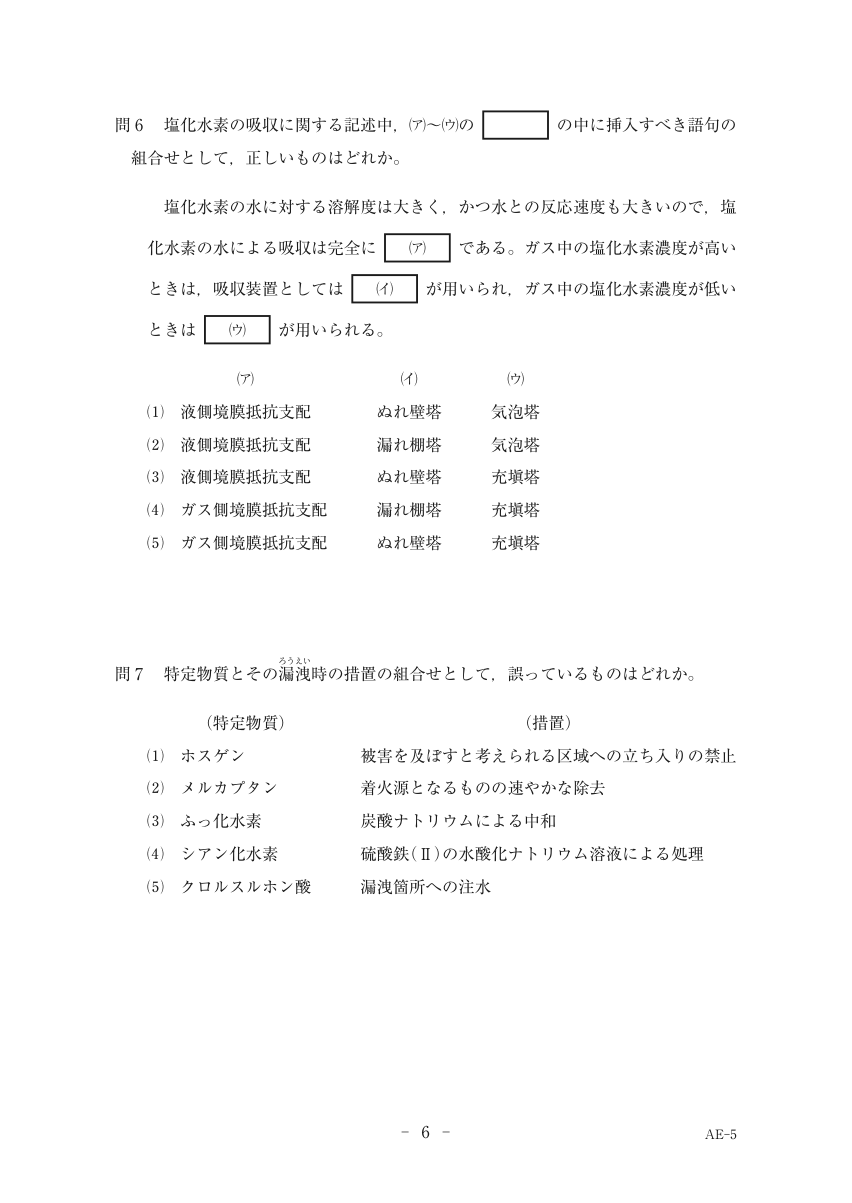 問6 塩化水素の吸収に関する記述中，㋐～㋒の の中に挿入すべき語句の
組合せとして，正しいものはどれか。
塩化水素の水に対する溶解度は大きく，かつ水との反応速度も大きいので，塩
化水素の水による吸収は完全に (ア) である。ガス中の塩化水素濃度が高い
ときは，吸収装置としては (イ) が用いられ，ガス中の塩化水素濃度が低い
ときは (ウ) が用いられる。
(ア) (イ) (ウ)
(1) 液側境膜抵抗支配 ぬれ壁塔 気泡塔
(2) 液側境膜抵抗支配 漏れ棚塔 気泡塔
(3) 液側境膜抵抗支配 ぬれ壁塔 充塡塔
(4) ガス側境膜抵抗支配 漏れ棚塔 充塡塔
(5) ガス側境膜抵抗支配 ぬれ壁塔 充塡塔
ろうえい
問7 特定物質とその漏洩時の措置の組合せとして，誤っているものはどれか。
（特定物質） （措置）
(1) ホスゲン 被害を及ぼすと考えられる区域への立ち入りの禁止
(2) メルカプタン 着火源となるものの速やかな除去
(3) ふっ化水素 炭酸ナトリウムによる中和
(4) シアン化水素 硫酸鉄(Ⅱ)の水酸化ナトリウム溶液による処理
(5) クロルスルホン酸 漏洩箇所への注水
- 6 -
AE-5